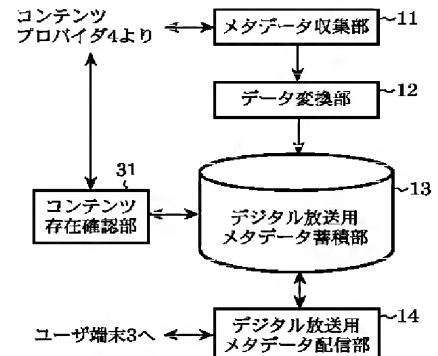 コンテンツ
プロバイダ4より
メタデータ収集部
11
データ変換部
12
31
コンテンツ
存在確認部
デジタル放送用
メタデータ蓄積部
13
ユーザ端末3へ
デジタル放送用
メタデータ配信部
14